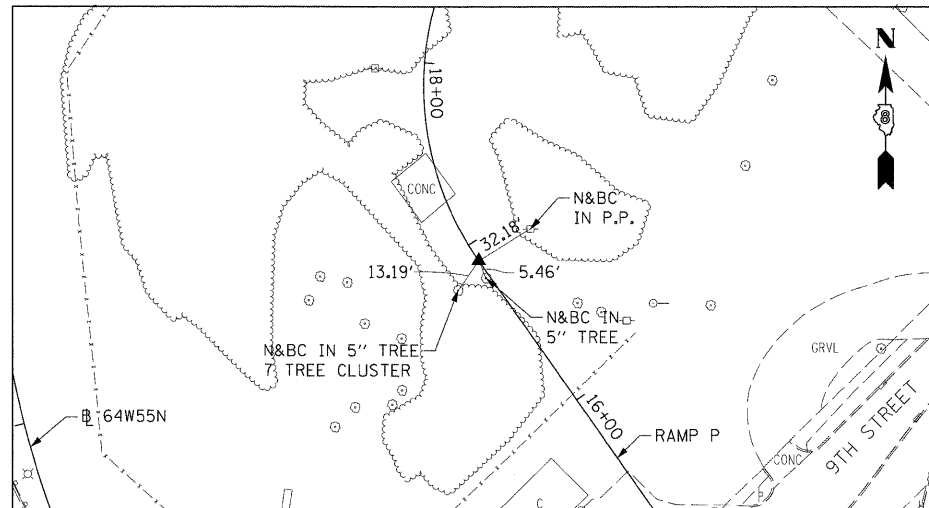 N
8
18+00
CONC
N&BC
IN P.P.
32.18'
13.19'
5.46'
N&BC IN
5'' TREE
N&BC IN 5'' TREE
7 TREE CLUSTER
GRVL
B 64W55N
16+00
RAMP P
9TH STREET
CONC
P
C